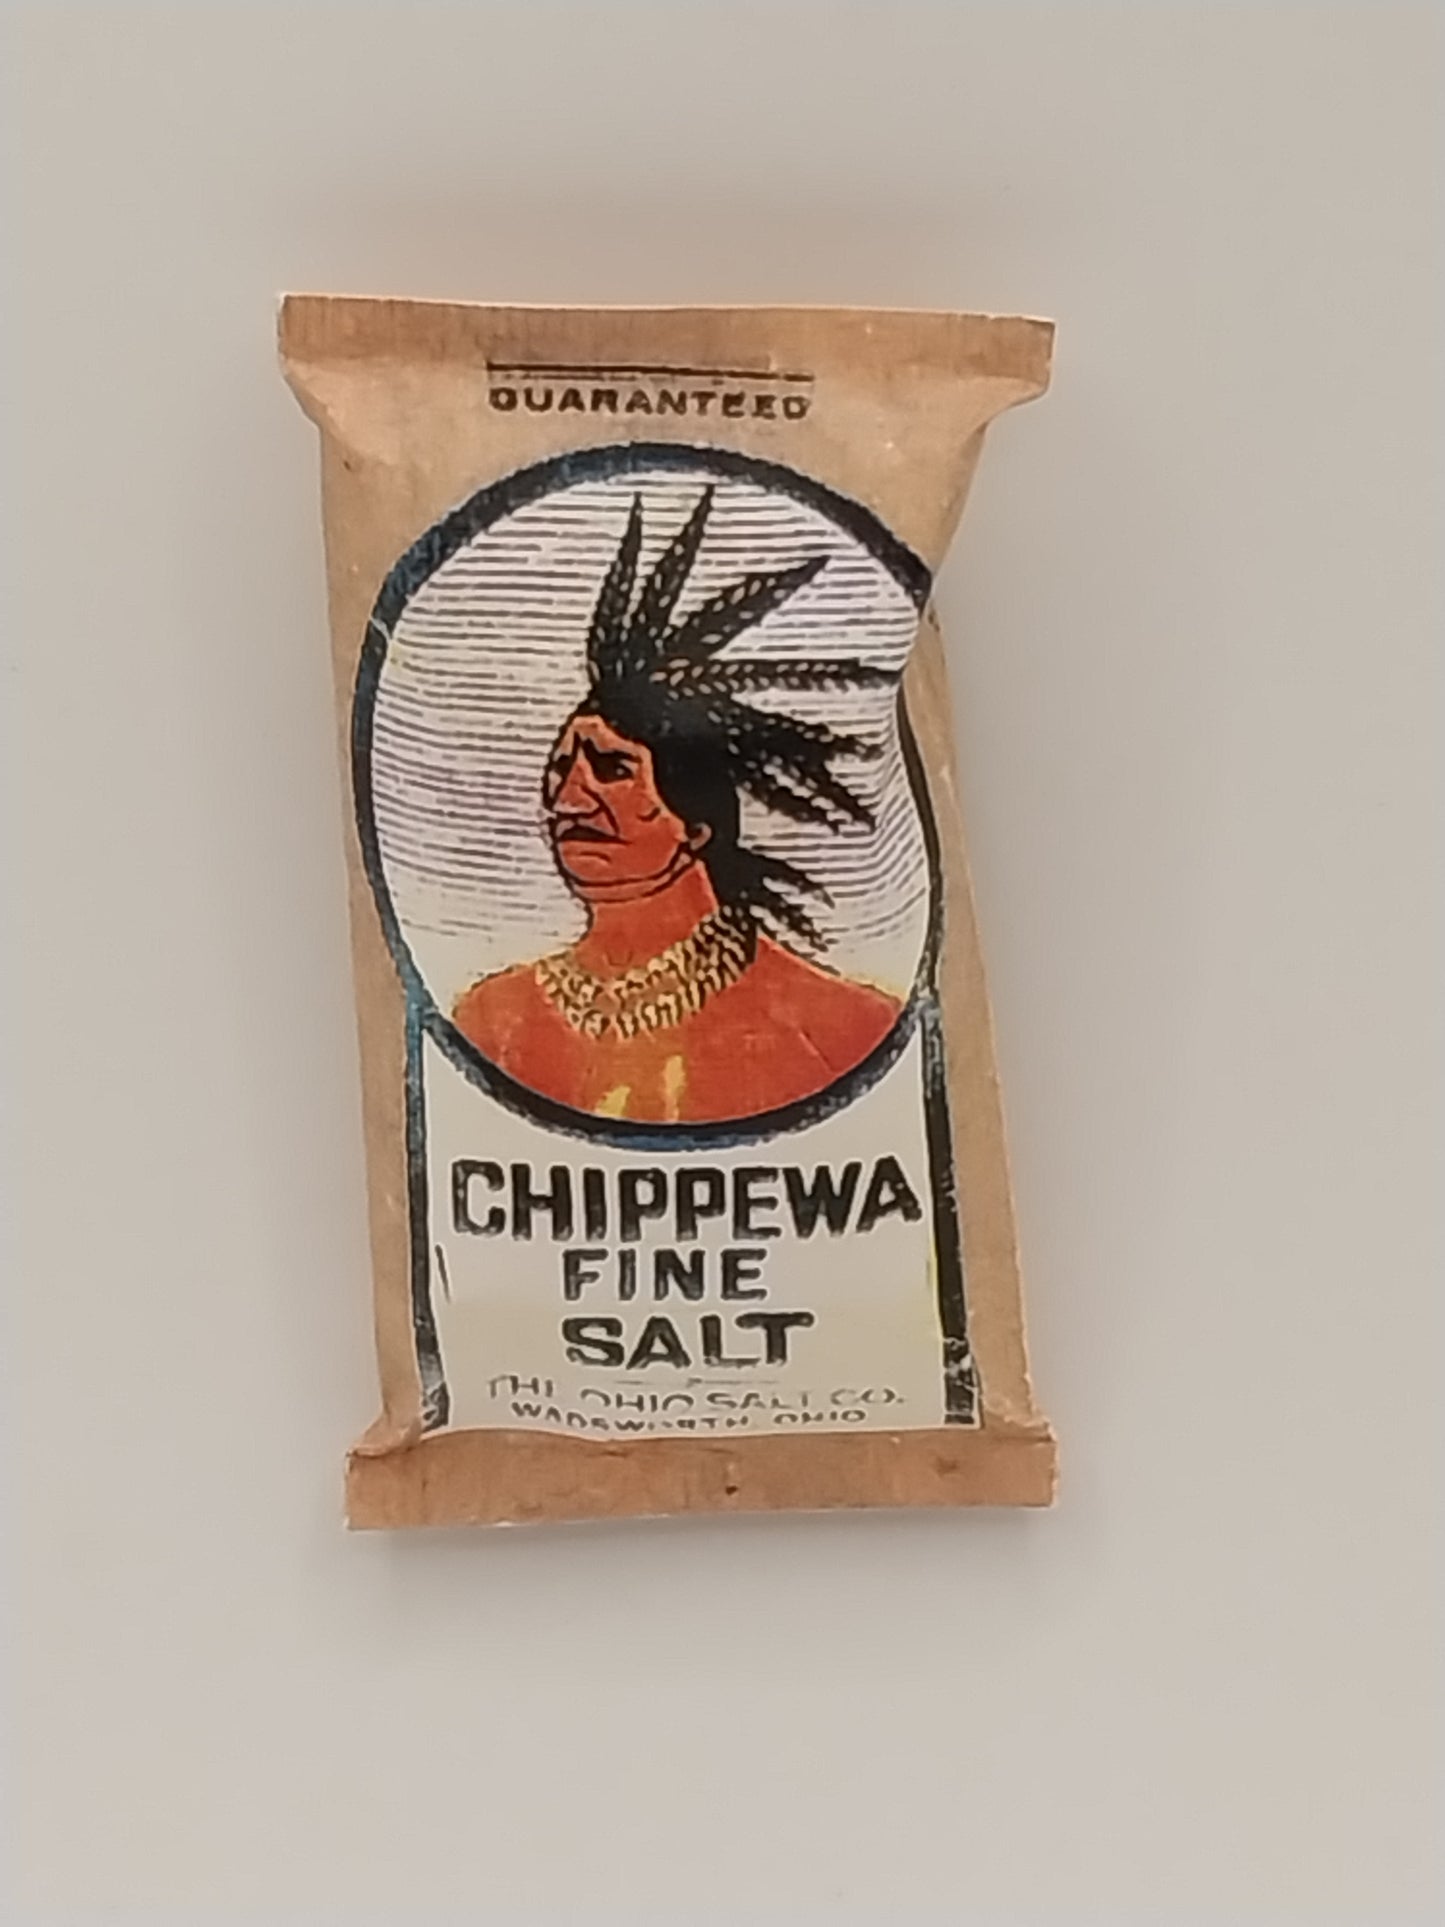 GUARANTEED
CHIPPEWA
FINE
SALT
THE OHIO SALT CO.
WADSWORTH, OHIO